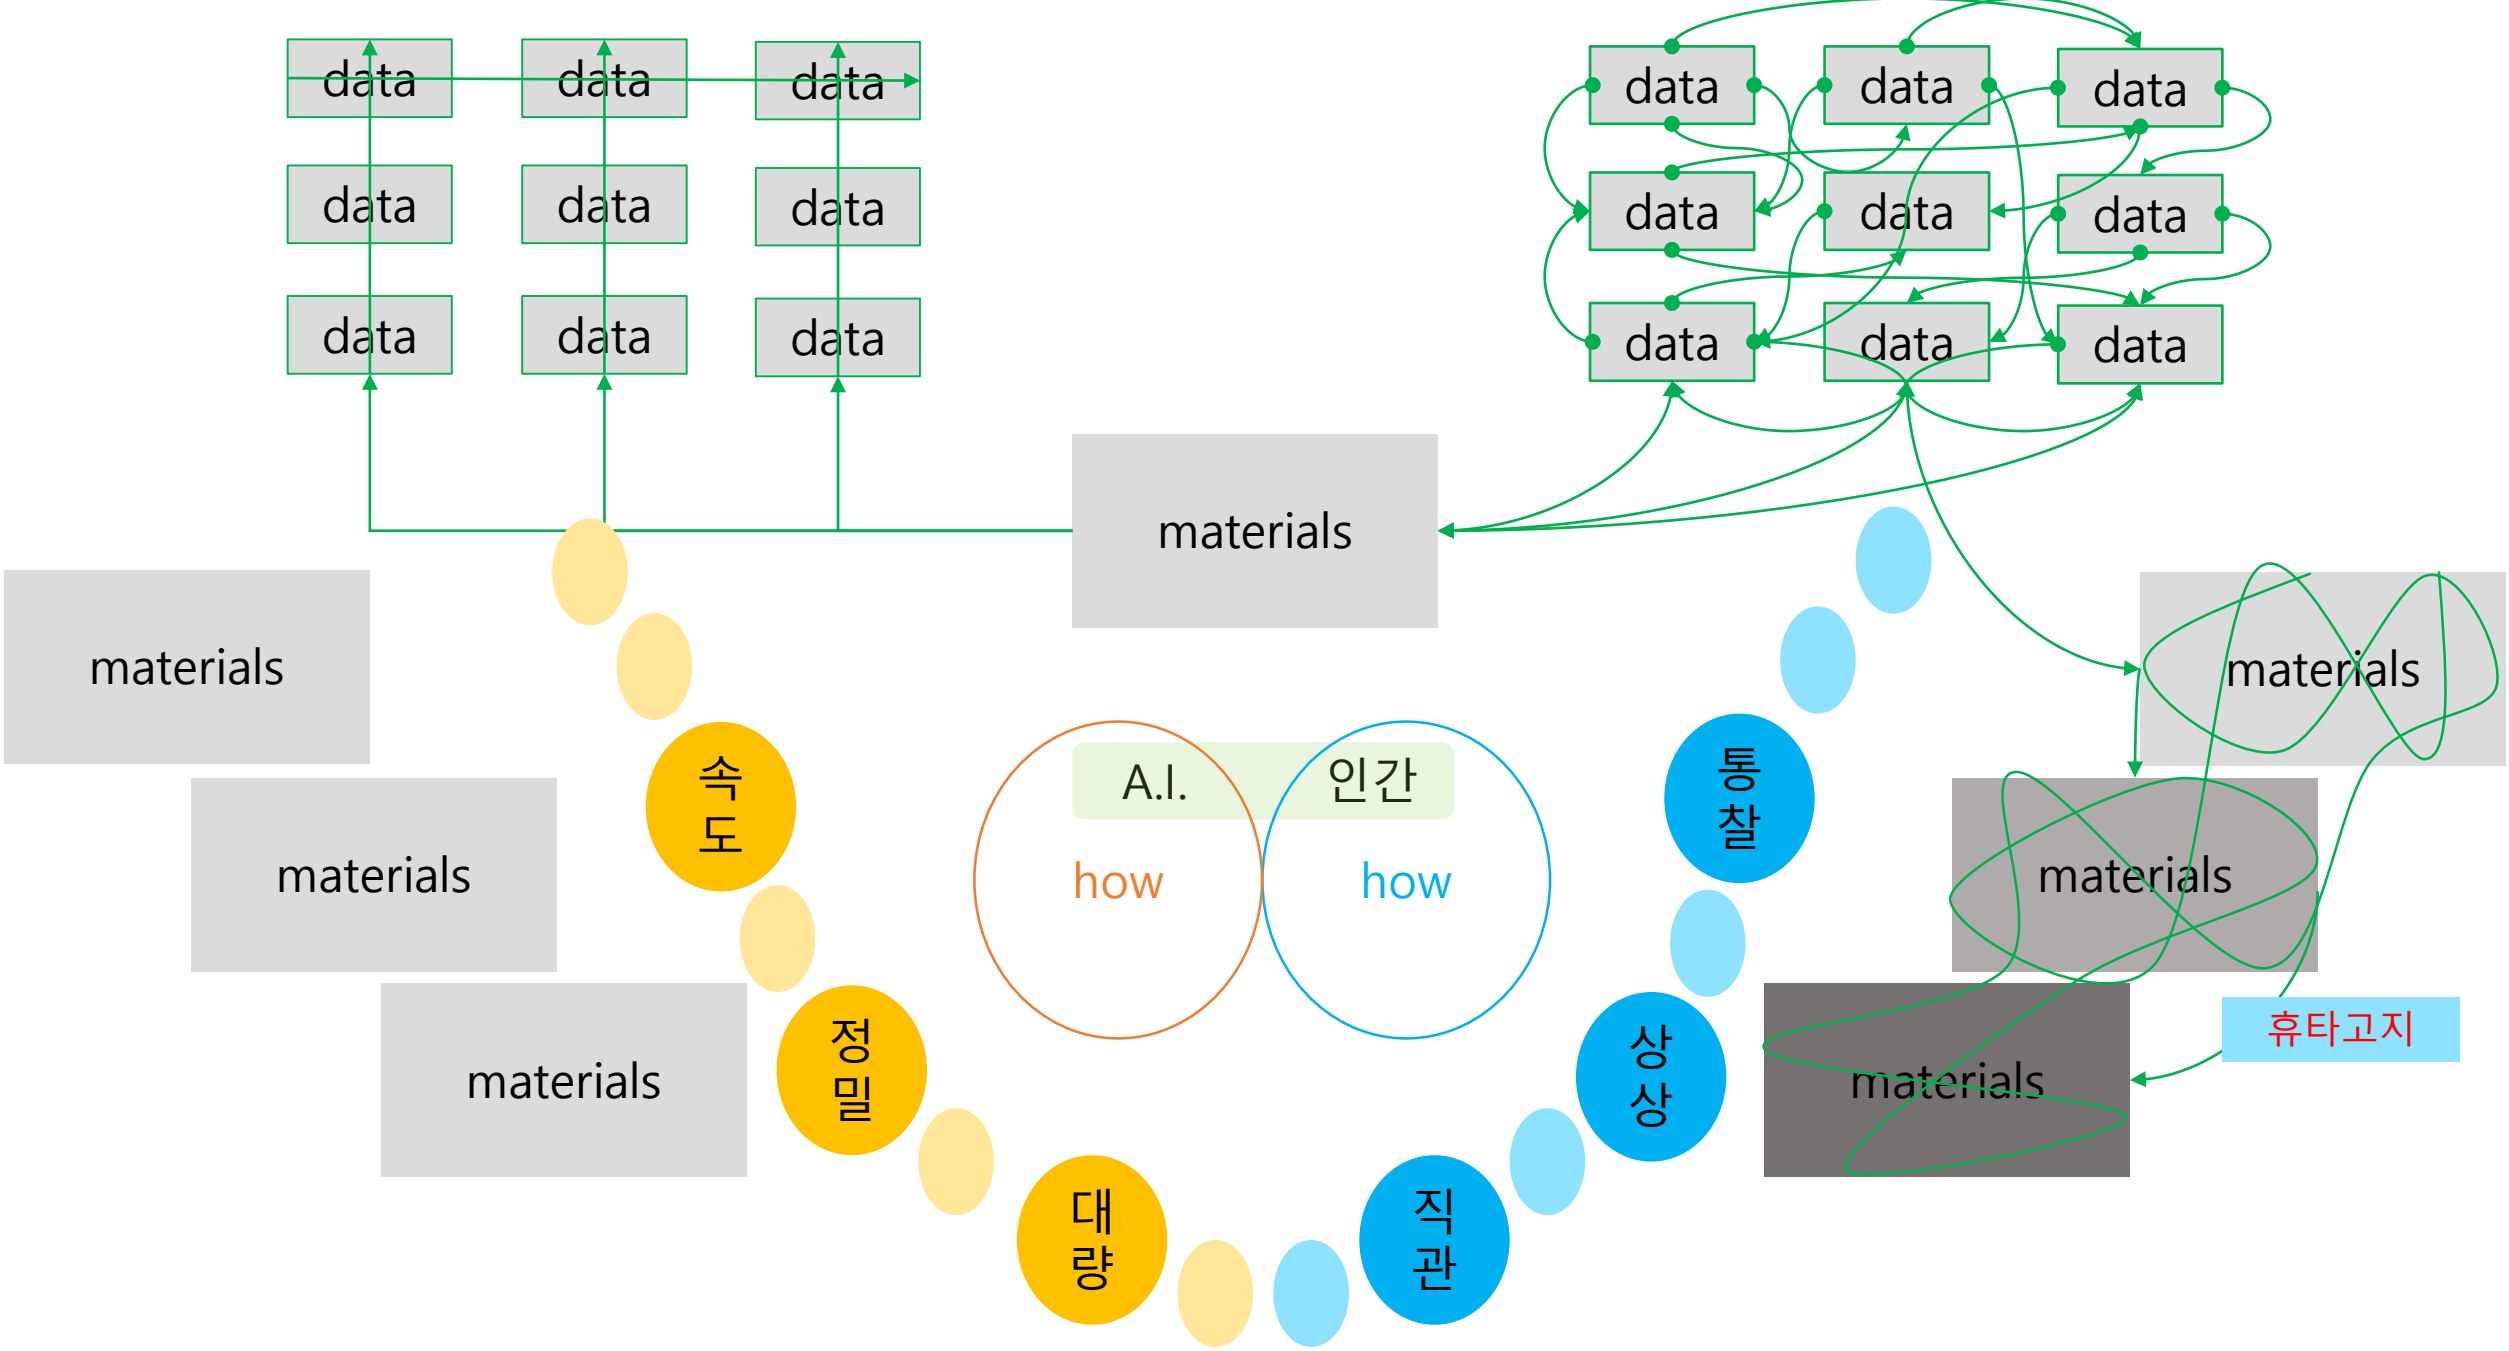 data data data data data data
data data data data data data
data data data data data data
materials
materials
materials
A.I. 인간
속
도
통
찰
materials
materials
how
how
휴타고지
정
밀
상
상
materials
materials
대
량
직
관